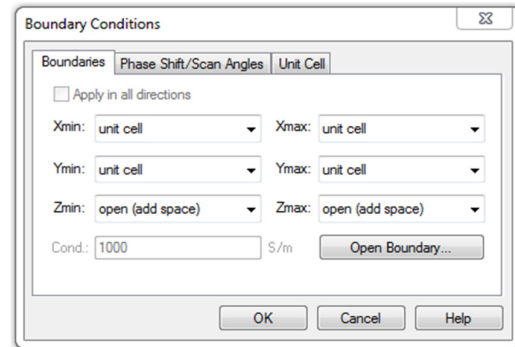 Boundary Conditions
Boundaries Phase Shift/Scan Angles Unit Cell
Apply in all directions
Xmin: unit cell Xmax: unit cell
Ymin: unit cell Ymax: unit cell
Zmin: open (add space) Zmax: open (add space)
Cond.: 1000 S/m Open Boundary...
OK Cancel Help